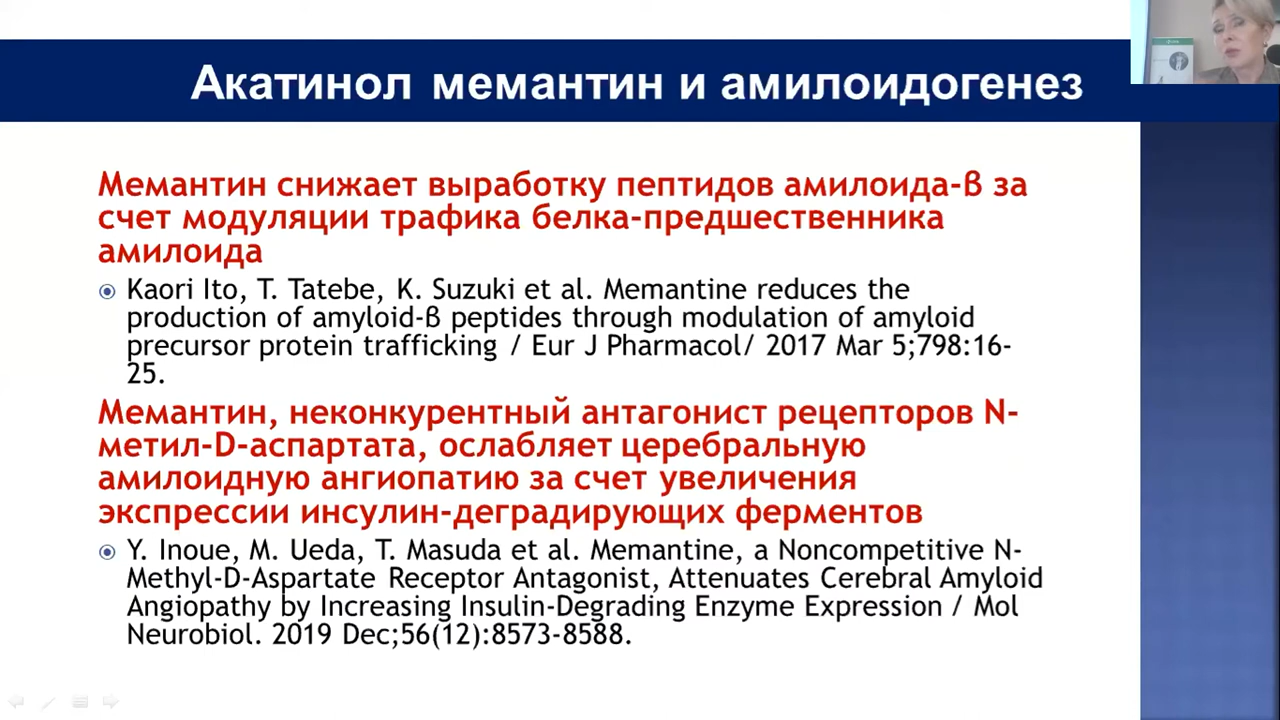 Акатинол мемантин и амилоидогенез
Мемантин снижает выработку пептидов амилоида-β за
счет модуляции трафика белка-предшественника
амилоида
Kaori Ito, T. Tatebe, K. Suzuki et al. Memantine reduces the
production of amyloid-β peptides through modulation of amyloid
precursor protein trafficking / Eur J Pharmacol/ 2017 Mar 5;798:16-
25.
Мемантин, неконкурентный антагонист рецепторов N-
метил-D-аспартата, ослабляет церебральную
амилоидную ангиопатию за счет увеличения
экспрессии инсулин-деградирующих ферментов
Y. Inoue, M. Ueda, T. Masuda et al. Memantine, a Noncompetitive N-
Methyl-D-Aspartate Receptor Antagonist, Attenuates Cerebral Amyloid
Angiopathy by Increasing Insulin-Degrading Enzyme Expression / Mol
Neurobiol. 2019 Dec;56(12):8573-8588.